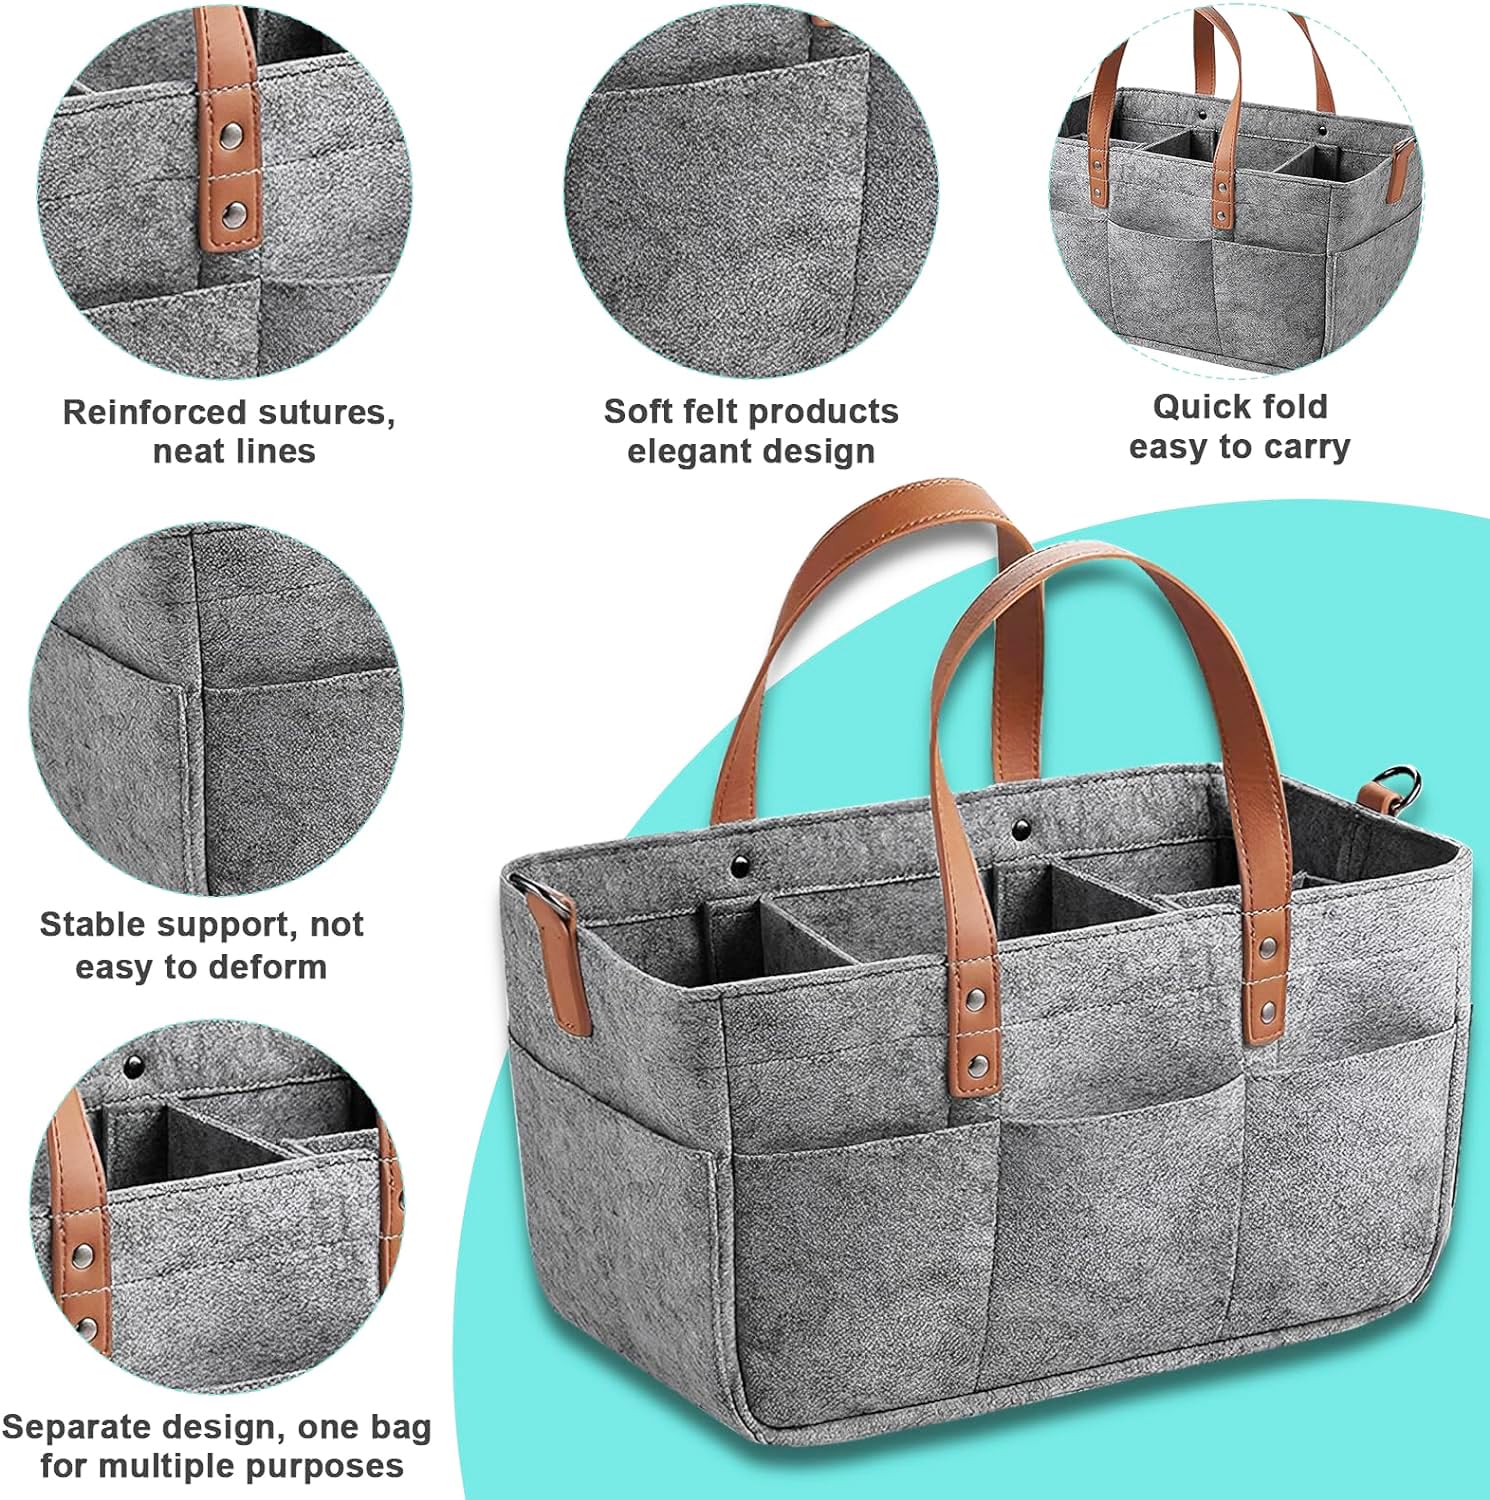 Reinforced sutures,
neat lines
Soft felt products
elegant design
Quick fold
easy to carry
Stable support, not
easy to deform
Separate design, one bag
for multiple purposes